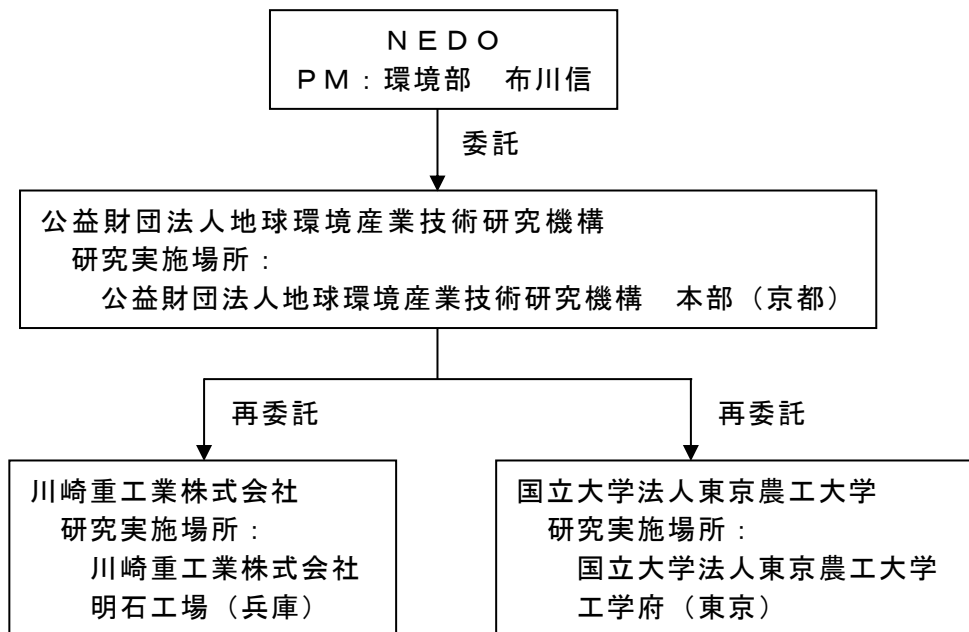 ＮＥＤＯ
ＰＭ：環境部　布川信
委託
公益財団法人地球環境産業技術研究機構
研究実施場所：
公益財団法人地球環境産業技術研究機構　本部（京都）
再委託
再委託
川崎重工業株式会社
研究実施場所：
川崎重工業株式会社
明石工場（兵庫）
国立大学法人東京農工大学
研究実施場所：
国立大学法人東京農工大学
工学府（東京）